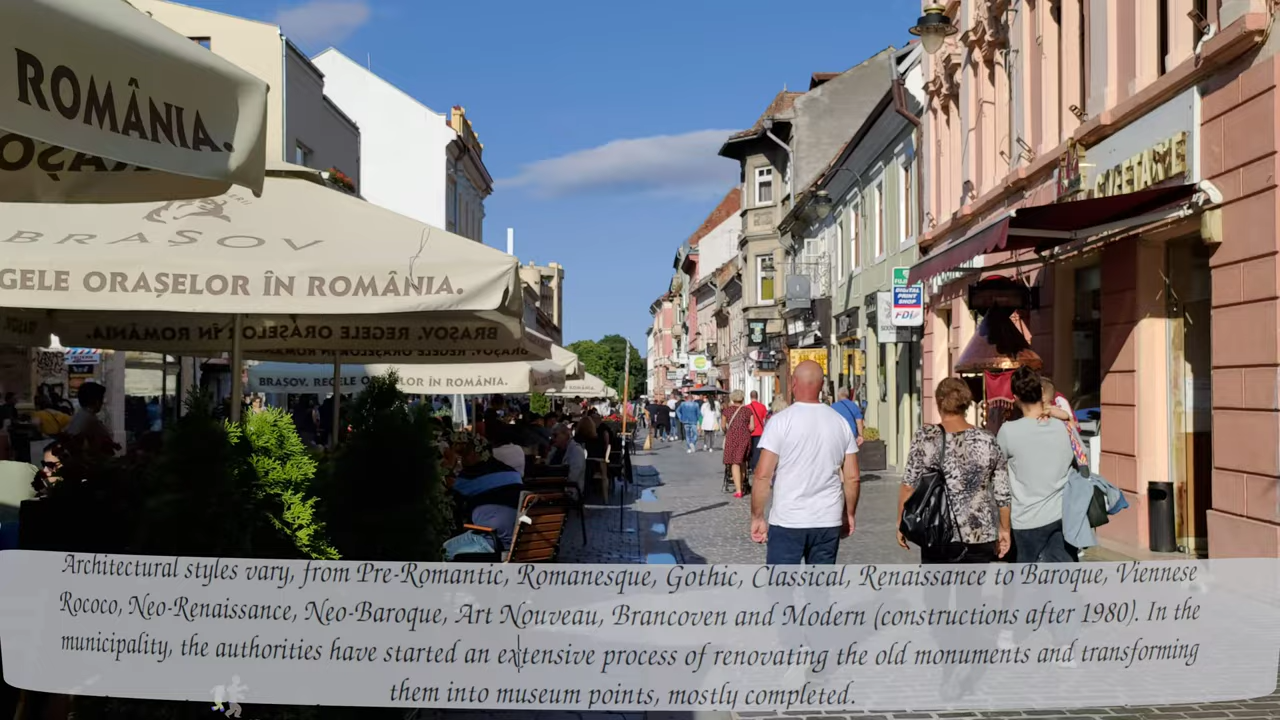 ROMÂNIA.
BRAȘOV
GELE ORAȘELOR ÎN ROMÂNIA.
BRAȘOV, REGELE ORAȘELOR ÎN ROMÂNIA.
BRAȘOV, REGELE ORAȘELOR ÎN ROMÂNIA.
DIGITAL
PRINT
SHOP
FDI
Architectural styles vary, from Pre-Romantic, Romanesque, Gothic, Classical, Renaissance to Baroque, Viennese
Rococo, Neo-Renaissance, Neo-Baroque, Art Nouveau, Brancoven and Modern (constructions after 1980). In the
municipality, the authorities have started an extensive process of renovating the old monuments and transforming
them into museum points, mostly completed.